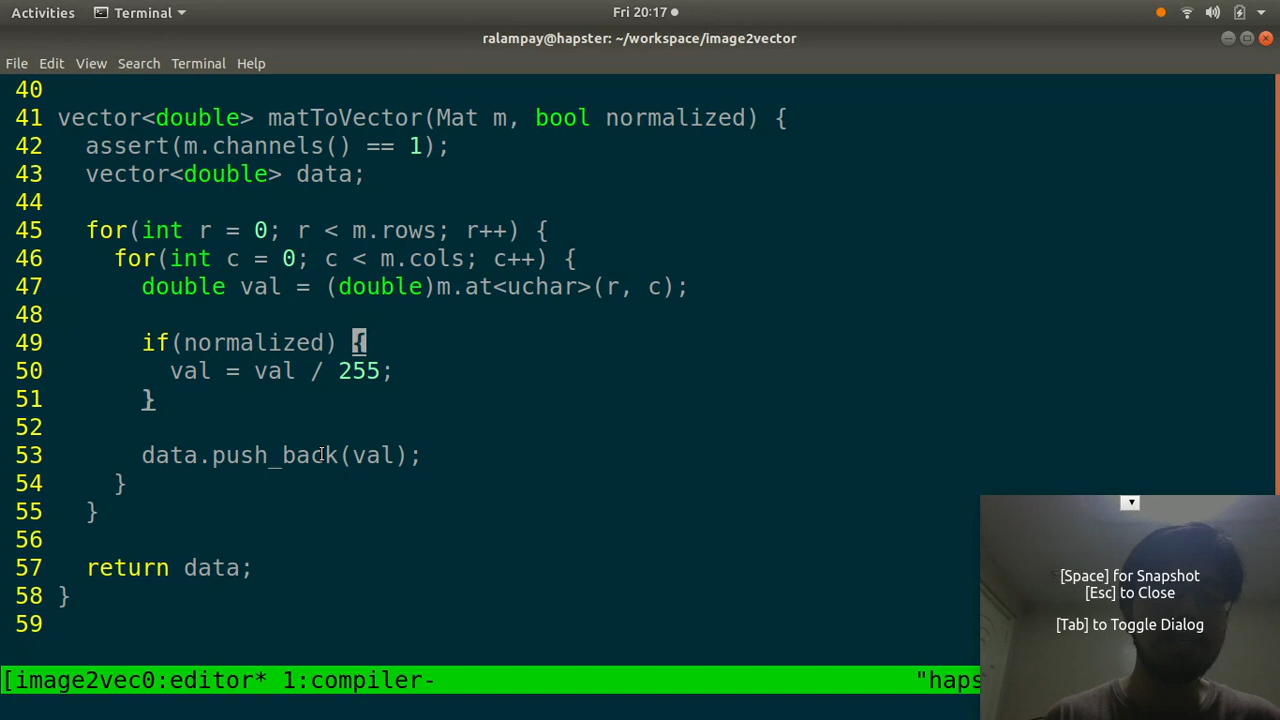 Activities Terminal Fri 20:17
ralampay@hapster: ~/workspace/image2vector
File Edit View Search Terminal Help
40
41 vector<double> matToVector(Mat m, bool normalized) {
42   assert(m.channels() == 1);
43   vector<double> data;
44
45   for(int r = 0; r < m.rows; r++) {
46     for(int c = 0; c < m.cols; c++) {
47       double val = (double)m.at<uchar>(r, c);
48
49       if(normalized) {
50         val = val / 255;
51       }
52
53       data.push_back(val);
54     }
55   }
56
57   return data;
58 }
59
[Space] for Snapshot
[Esc] to Close
[Tab] to Toggle Dialog
[image2vec0:editor* 1:compiler- "haps